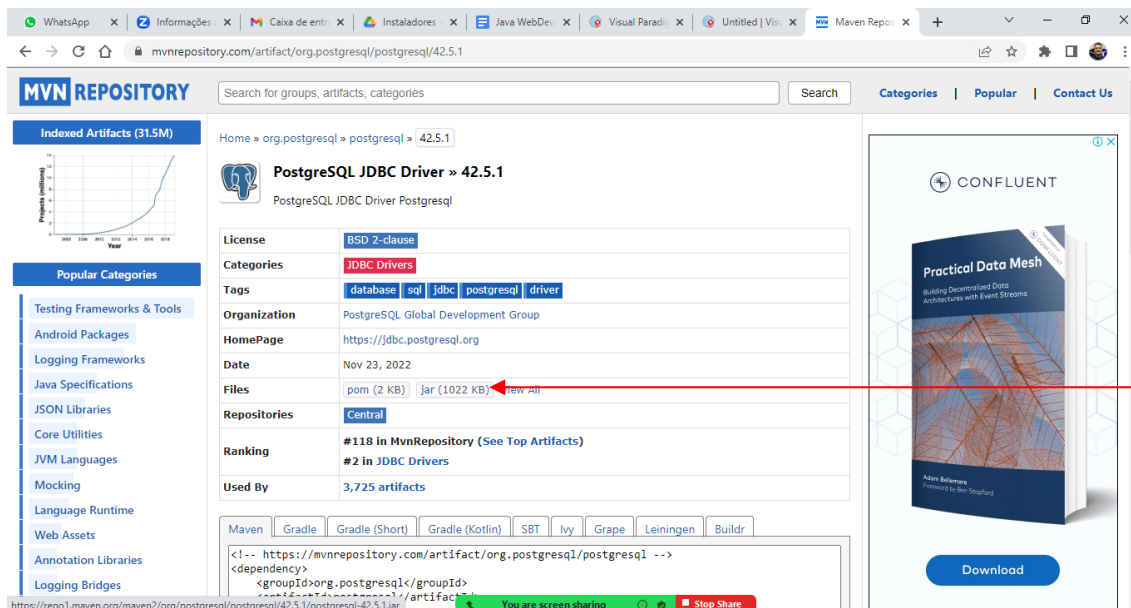 WhatsApp
Informações
Caixa de entr
Instaladores -
Java WebDev
Visual Paradig
Untitled | Visu
Maven Repos
mvnrepository.com/artifact/org.postgresql/postgresql/42.5.1
MVN REPOSITORY
Search for groups, artifacts, categories
Search
Categories | Popular | Contact Us
Indexed Artifacts (31.5M)
Projects (millions)
Year
Popular Categories
Testing Frameworks & Tools
Android Packages
Logging Frameworks
Java Specifications
JSON Libraries
Core Utilities
JVM Languages
Mocking
Language Runtime
Web Assets
Annotation Libraries
Logging Bridges
Home » org.postgresql » postgresql » 42.5.1
PostgreSQL JDBC Driver » 42.5.1
PostgreSQL JDBC Driver Postgresql
License BSD 2-clause
Categories JDBC Drivers
Tags database sql jdbc postgresql driver
Organization PostgreSQL Global Development Group
HomePage https://jdbc.postgresql.org
Date Nov 23, 2022
Files pom (2 KB) jar (1022 KB) View All
Repositories Central
Ranking #118 in MvnRepository (See Top Artifacts)
#2 in JDBC Drivers
Used By 3,725 artifacts
Maven Gradle Gradle (Short) Gradle (Kotlin) SBT Ivy Grape Leiningen Buildr
<!-- https://mvnrepository.com/artifact/org.postgresql/postgresql -->
<dependency>
<groupId>org.postgresql</groupId>
<artifactId>postgresql</artifactId>
CONFLUENT
Practical Data Mesh
Building Decentralized Data
Architectures with Event Streams
Adam Bellemare
Foreword by Ben Stopford
Download
https://repo1.maven.org/maven2/org/postgresql/postgresql/42.5.1/postgresql-42.5.1.jar
You are screen sharing
Stop Share